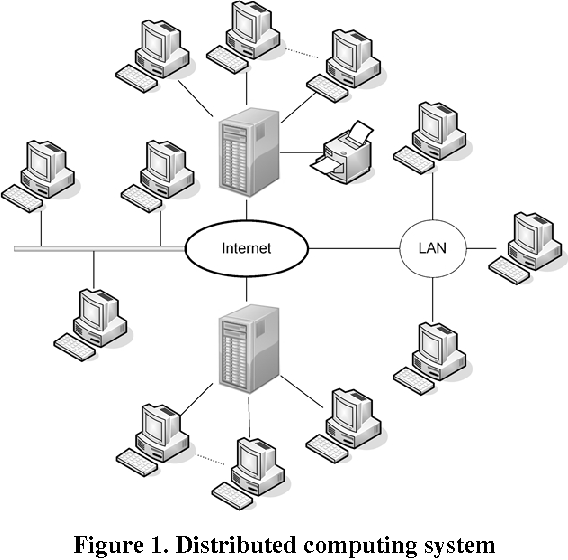 Internet
LAN
Figure 1. Distributed computing system